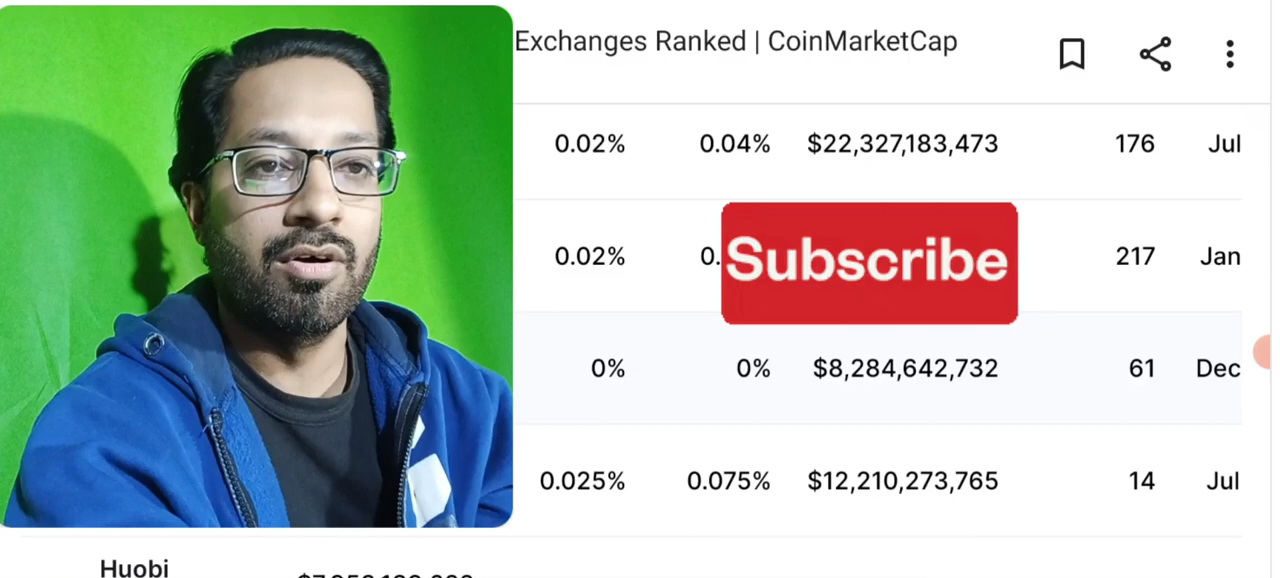 Exchanges Ranked | CoinMarketCap
0.02% 0.04% $22,327,183,473 176 Jul
0.02% 0. Subscribe 217 Jan
0% 0% $8,284,642,732 61 Dec
0.025% 0.075% $12,210,273,765 14 Jul
Huobi